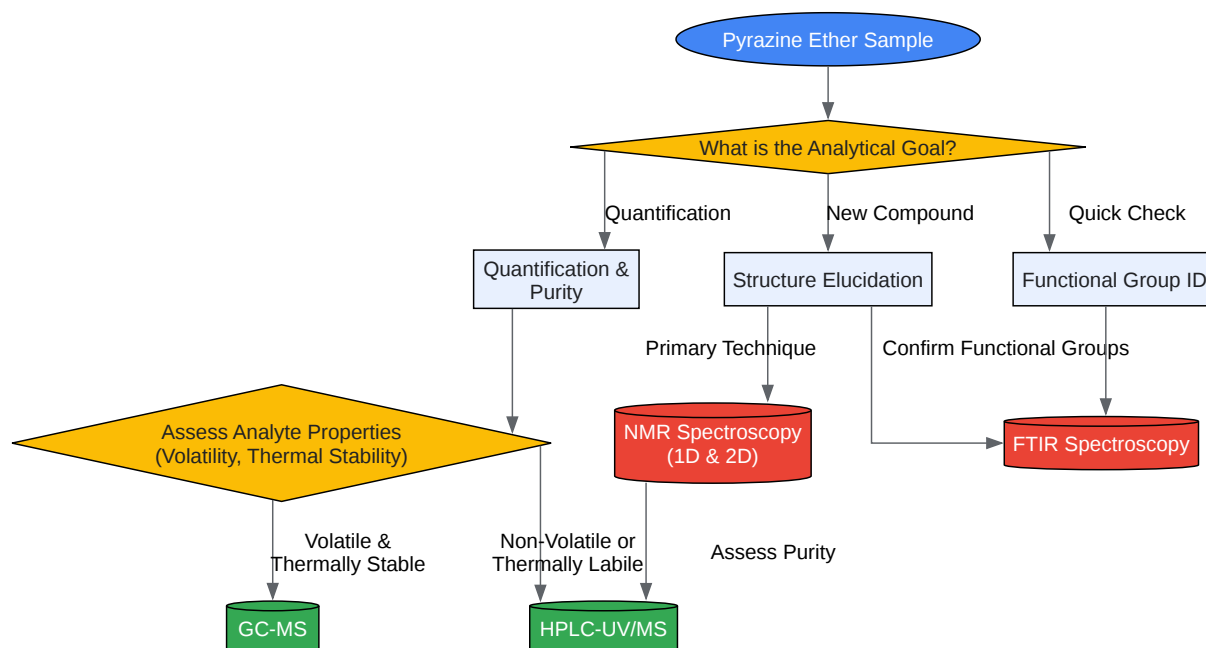 Pyrazine Ether Sample
What is the Analytical Goal?
Quantification
New Compound
Quick Check
Quantification &
Purity
Structure Elucidation
Functional Group ID
Primary Technique
Confirm Functional Groups
Assess Analyte Properties
(Volatility, Thermal Stability)
NMR Spectroscopy
(1D & 2D)
FTIR Spectroscopy
Volatile &
Thermally Stable
Non-Volatile or
Thermally Labile
Assess Purity
GC-MS
HPLC-UV/MS